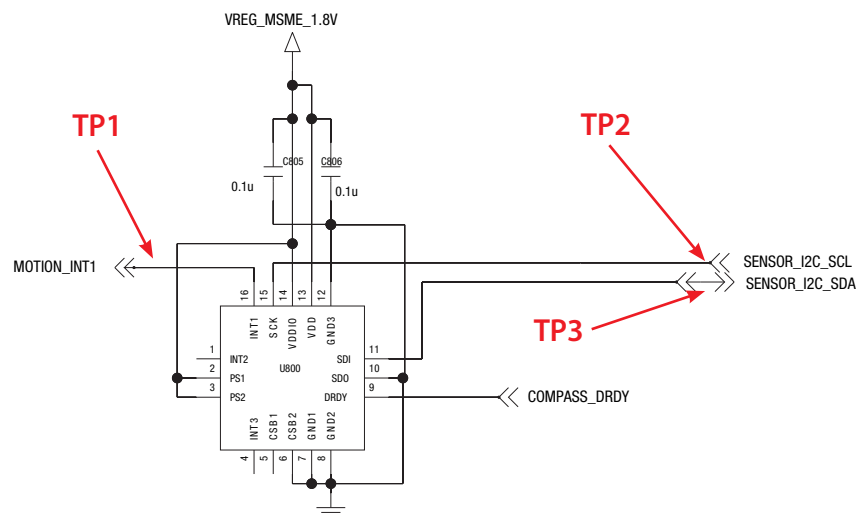 VREG_MSME_1.8V
TP1
TP2
C805
C806
0.1u
0.1u
MOTION_INT1
SENSOR_I2C_SCL
SENSOR_I2C_SDA
TP3
16
15
14
13
12
INT1
SCK
VDDIO
VDD
GND3
1
INT2
U800
SDI
11
2
PS1
SDO
10
3
PS2
DRDY
9
COMPASS_DRDY
INT3
CSB1
CSB2
GND1
GND2
4
5
6
7
8